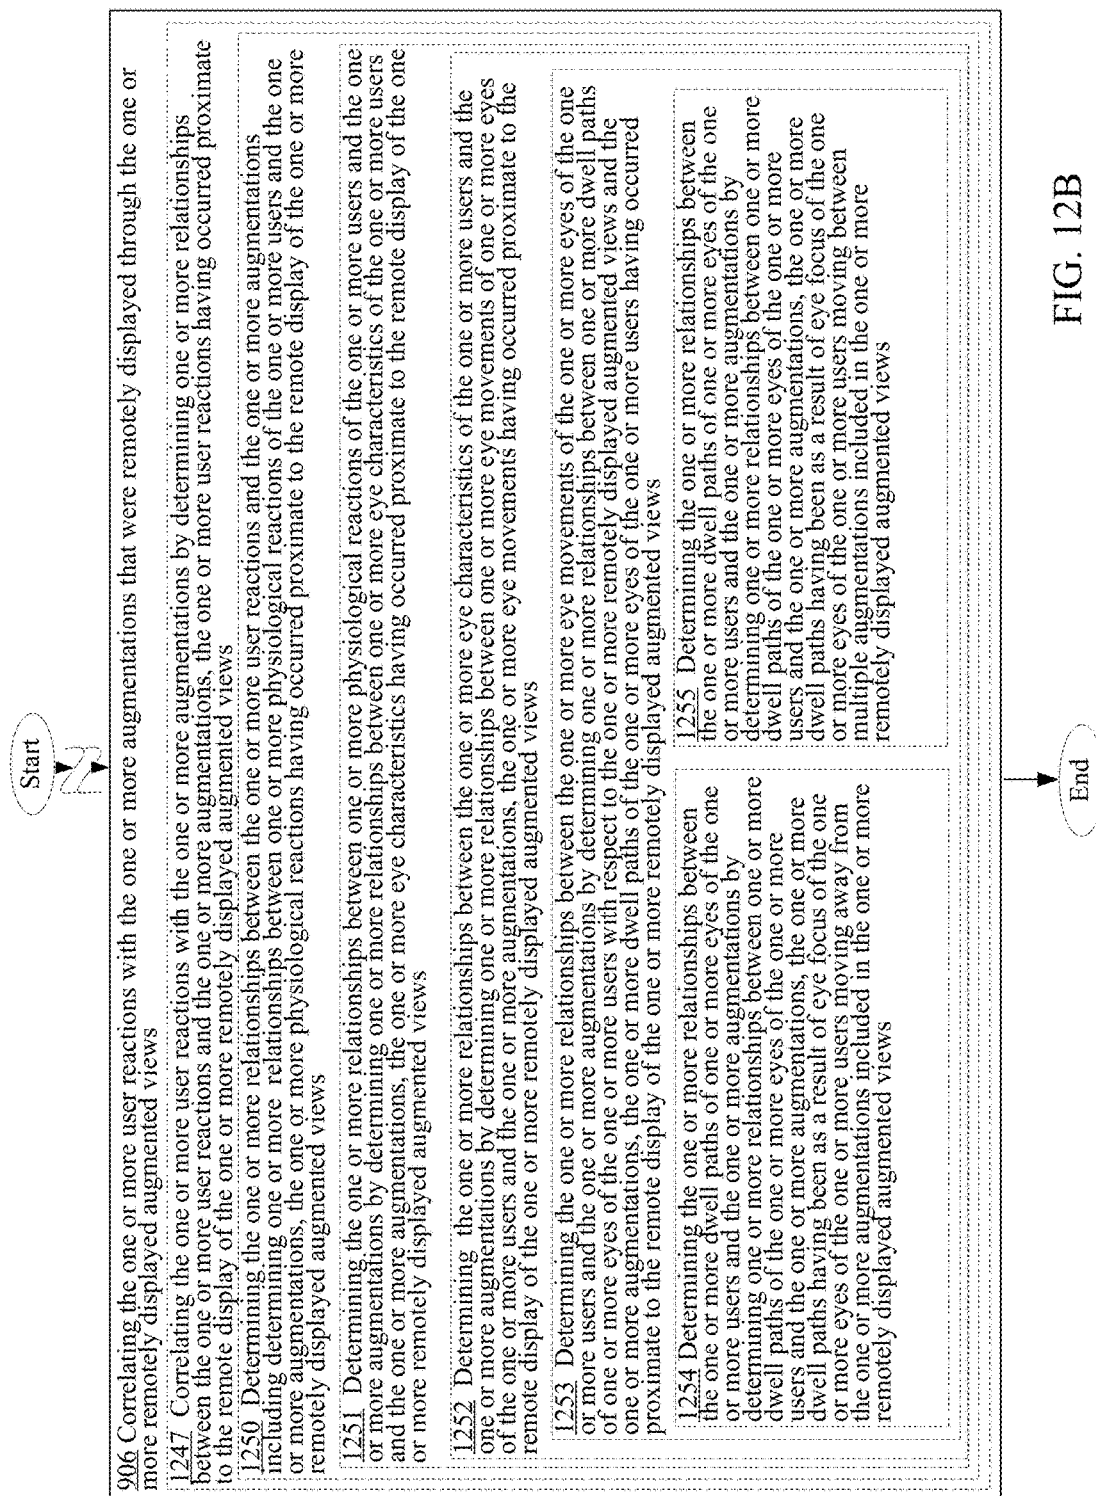 Start
906 Correlating the one or more user reactions with the one or more augmentations that were remotely displayed through the one or
more remotely displayed augmented views
1247 Correlating the one or more user reactions with the one or more augmentations by determining one or more relationships
between the one or more user reactions and the one or more augmentations, the one or more user reactions having occurred proximate
to the remote display of the one or more remotely displayed augmented views
1250 Determining the one or more relationships between the one or more user reactions and the one or more augmentations
including determining one or more relationships between one or more physiological reactions of the one or more users and the one
or more augmentations, the one or more physiological reactions having occurred proximate to the remote display of the one or more
remotely displayed augmented views
1251 Determining the one or more relationships between one or more physiological reactions of the one or more users and the one
or more augmentations by determining one or more relationships between one or more eye characteristics of the one or more users
and the one or more augmentations, the one or more eye characteristics having occurred proximate to the remote display of the one
or more remotely displayed augmented views
1252 Determining the one or more relationships between the one or more eye characteristics of the one or more users and the
one or more augmentations by determining one or more relationships between one or more eye movements of one or more eyes
of the one or more users and the one or more augmentations, the one or more eye movements having occurred proximate to the
remote display of the one or more remotely displayed augmented views
1253 Determining the one or more relationships between the one or more eye movements of the one or more eyes of the one
or more users and the one or more augmentations by determining one or more relationships between one or more dwell paths
of one or more eyes of the one or more users with respect to the one or more remotely displayed augmented views and the
one or more augmentations, the one or more dwell paths of the one or more eyes of the one or more users having occurred
proximate to the remote display of the one or more remotely displayed augmented views
1254 Determining the one or more relationships between
the one or more dwell paths of one or more eyes of the one
or more users and the one or more augmentations by
determining one or more relationships between one or more
dwell paths of the one or more eyes of the one or more
users and the one or more augmentations, the one or more
dwell paths having been as a result of eye focus of the one
or more eyes of the one or more users moving away from
the one or more augmentations included in the one or more
remotely displayed augmented views
1255 Determining the one or more relationships between
the one or more dwell paths of one or more eyes of the one
or more users and the one or more augmentations by
determining one or more relationships between one or more
dwell paths of the one or more eyes of the one or more
users and the one or more augmentations, the one or more
dwell paths having been as a result of eye focus of the one
or more eyes of the one or more users moving between
multiple augmentations included in the one or more
remotely displayed augmented views
End
FIG. 12B